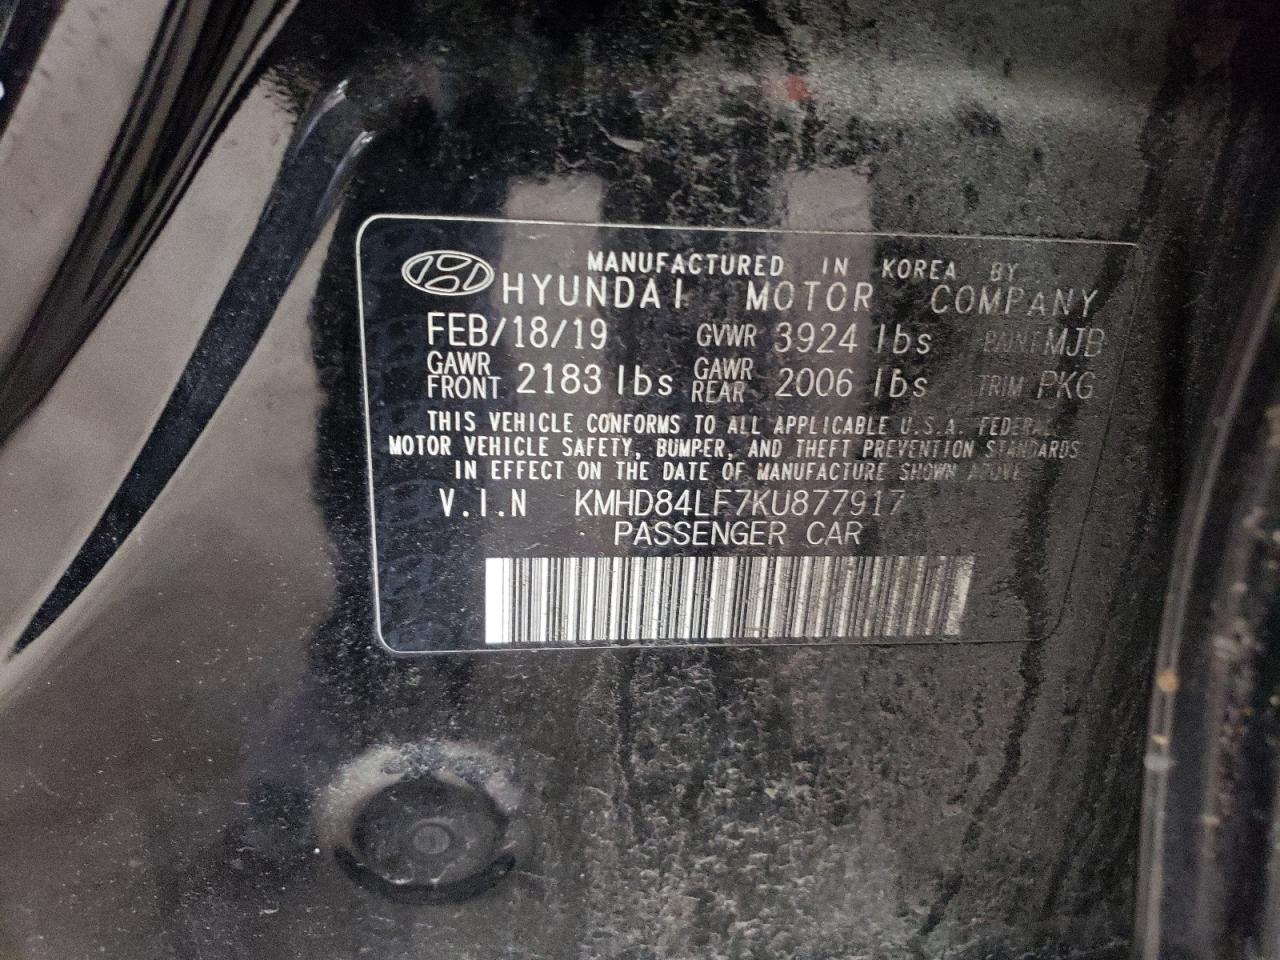 MANUFACTURED IN KOREA BY
HYUNDAI MOTOR COMPANY
FEB/18/19 GVWR 3924 lbs PAINT MJB
GAWR FRONT 2183 lbs GAWR REAR 2006 lbs TRIM PKG
THIS VEHICLE CONFORMS TO ALL APPLICABLE U.S.A. FEDERAL
MOTOR VEHICLE SAFETY, BUMPER, AND THEFT PREVENTION STANDARDS
IN EFFECT ON THE DATE OF MANUFACTURE SHOWN ABOVE
V.I.N KMHD84LF7KU877917
PASSENGER CAR